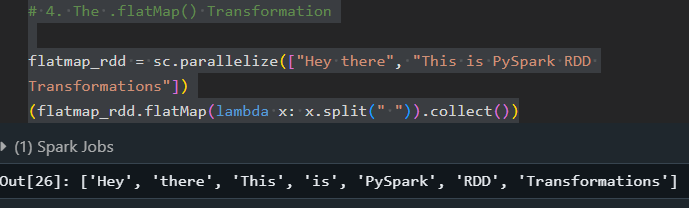 # 4. The .flatMap() Transformation
flatmap_rdd = sc.parallelize(["Hey there", "This is PySpark RDD
Transformations"])
(flatmap_rdd.flatMap(lambda x: x.split(" ")).collect())
(1) Spark Jobs
Out[26]: ['Hey', 'there', 'This', 'is', 'PySpark', 'RDD', 'Transformations']